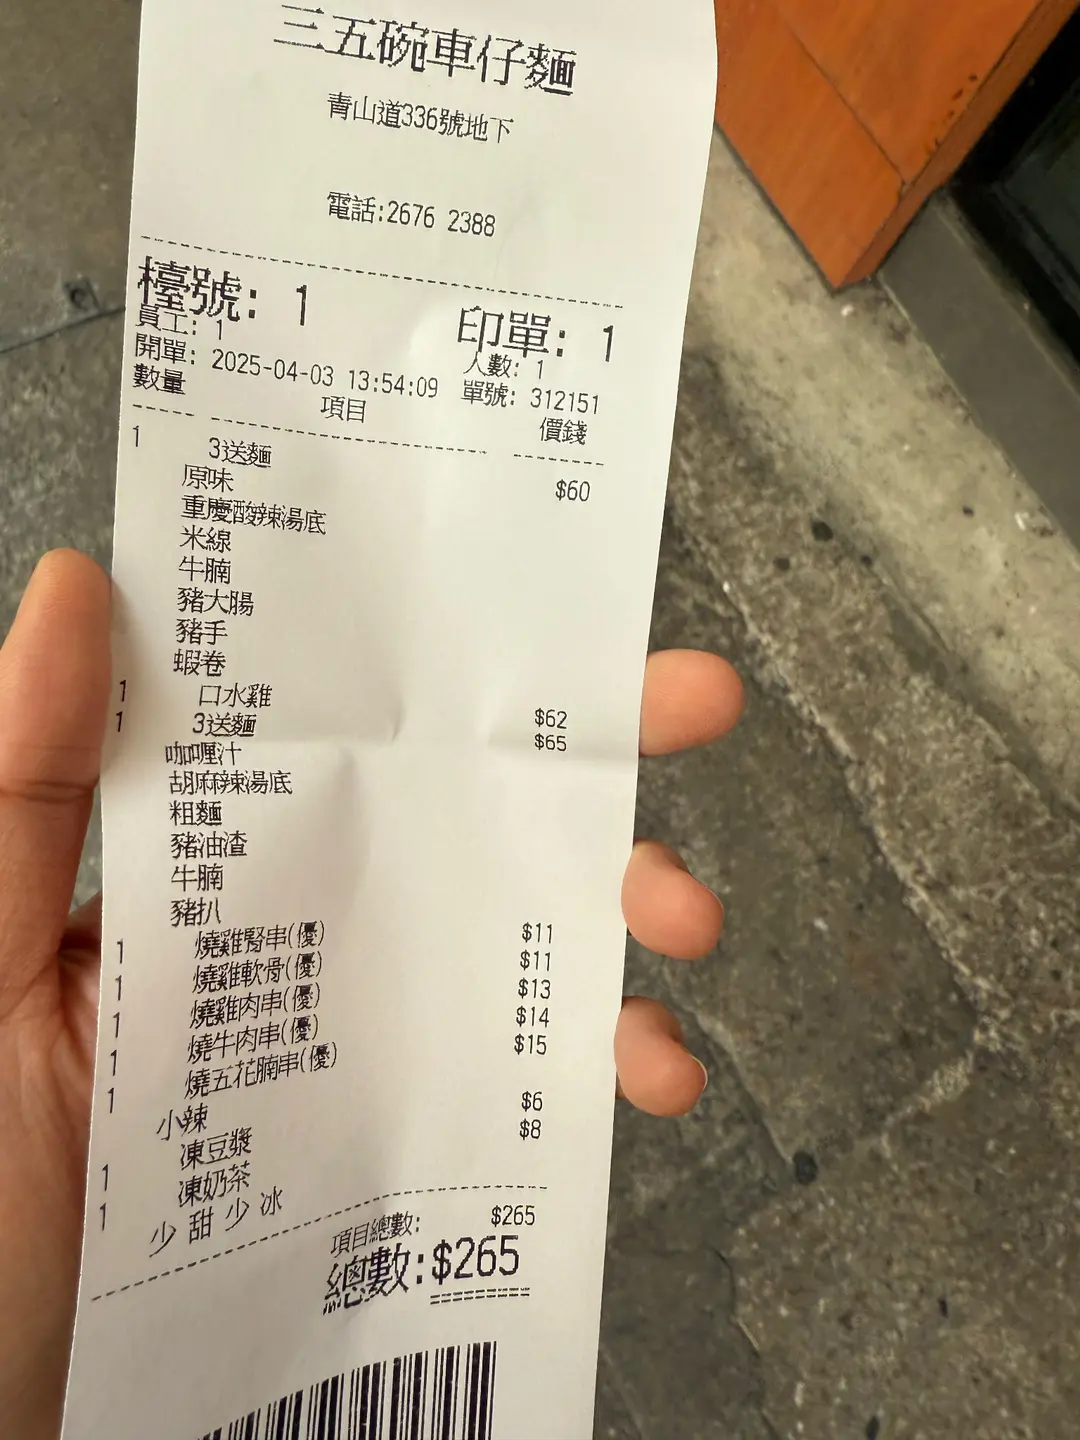 三五碗車仔麵
青山道336號地下
電話:2676 2388
檯號: 1 印單: 1
員工: 1 人數: 1
開單: 2025-04-03 13:54:09 單號: 312151
數量 項目 價錢
1 3送麵 $60
原味
重慶酸辣湯底
米線
牛腩
豬大腸
豬手
蝦卷
1 口水雞 $62
1 3送麵 $65
咖喱汁
胡麻辣湯底
粗麵
豬油渣
牛腩
豬扒
1 燒雞腎串(優) $11
1 燒雞軟骨(優) $11
1 燒雞肉串(優) $13
1 燒牛肉串(優) $14
1 燒五花腩串(優) $15
小辣
1 凍豆漿 $6
1 凍奶茶 $8
少甜少冰
項目總數: $265
總數:$265